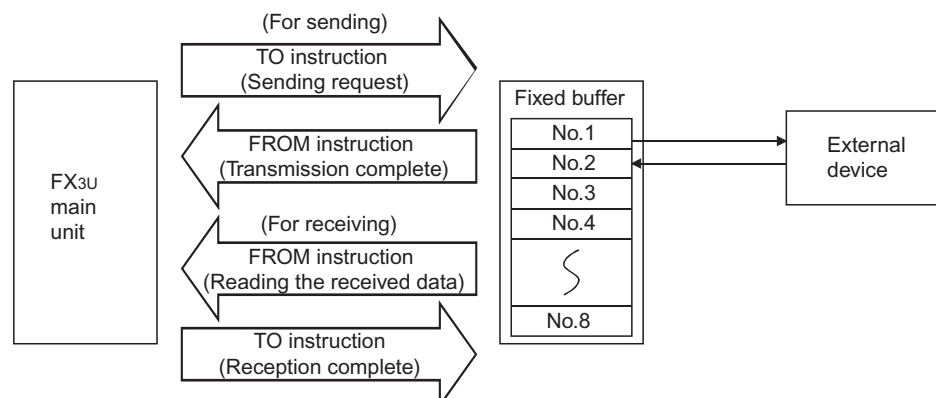 (For sending)
TO instruction
(Sending request)
FROM instruction
(Transmission complete)
(For receiving)
FROM instruction
(Reading the received data)
TO instruction
(Reception complete)
FX3U
main
unit
Fixed buffer
No.1
No.2
No.3
No.4
No.8
External
device